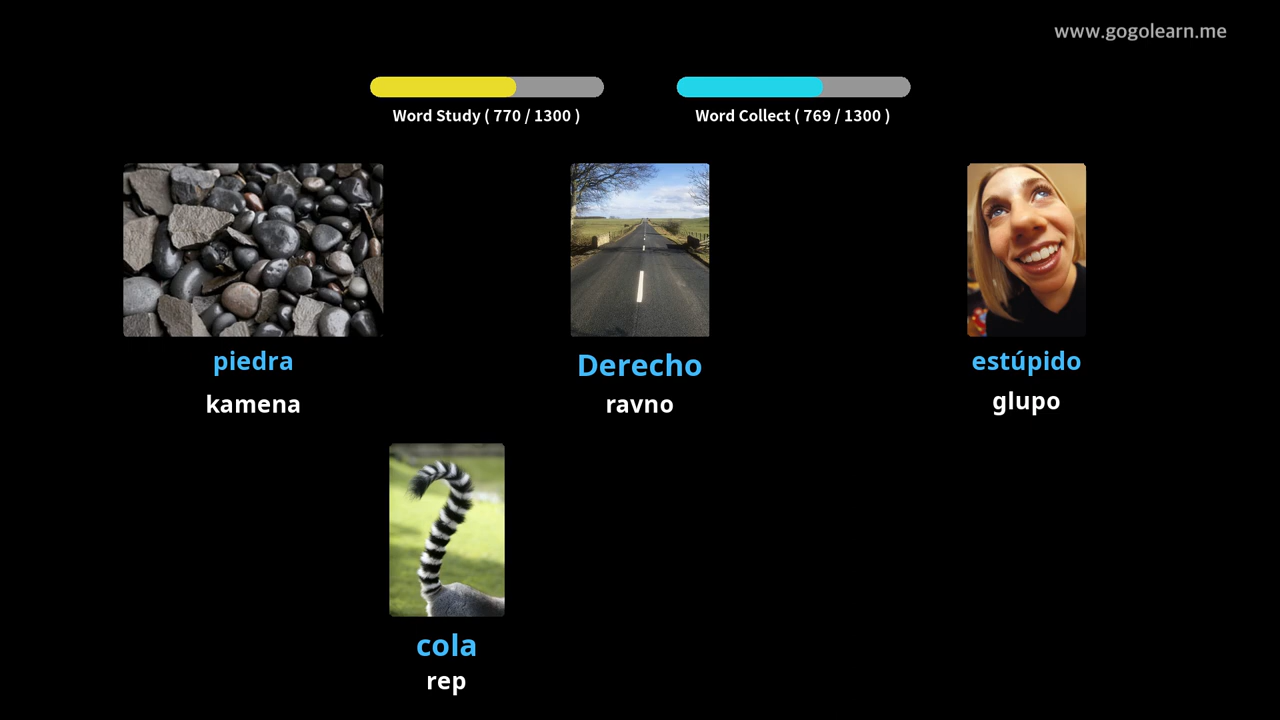 www.gogolearn.me
Word Study ( 770 / 1300 )
Word Collect ( 769 / 1300 )
piedra
kamena
Derecho
ravno
estúpido
glupo
cola
rep